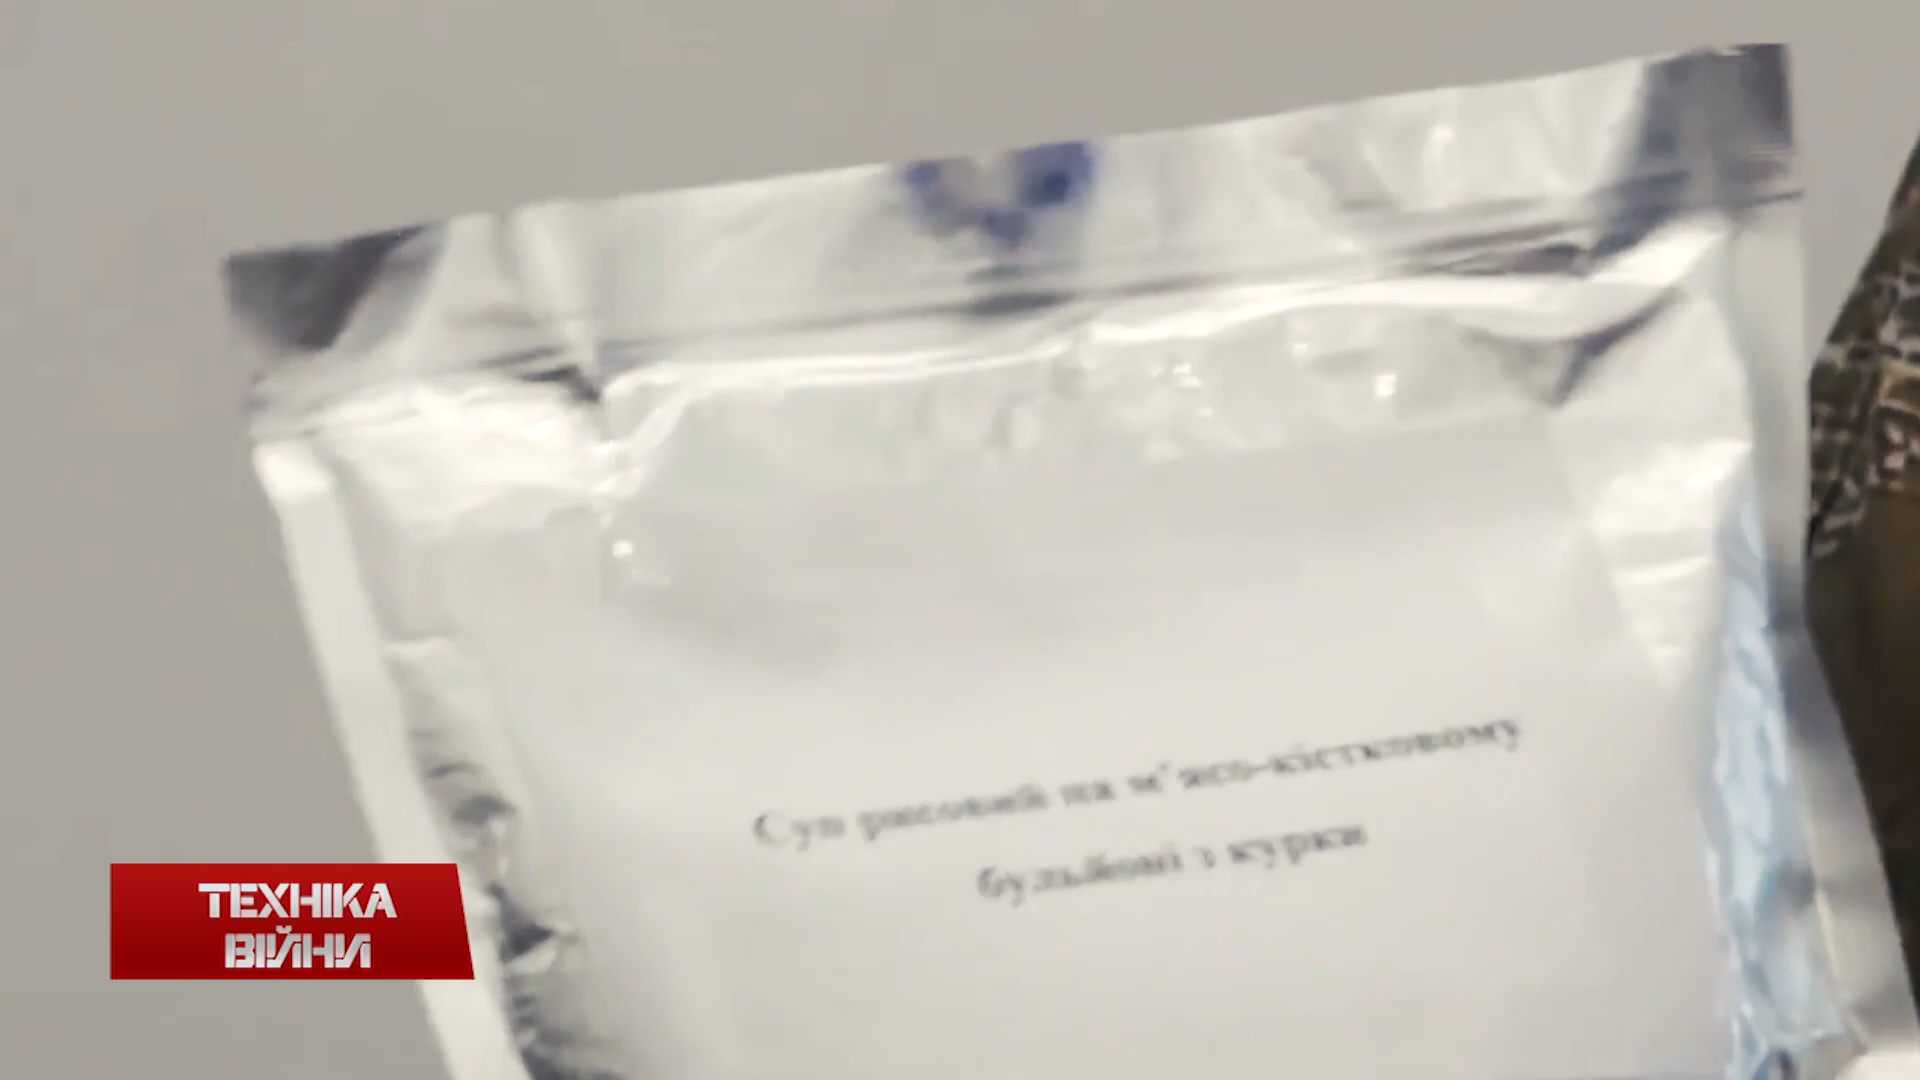 Суп рисовий на м'ясо-кістковому
бульйоні з курки
ТЕХНІКА
ВІЙНИ